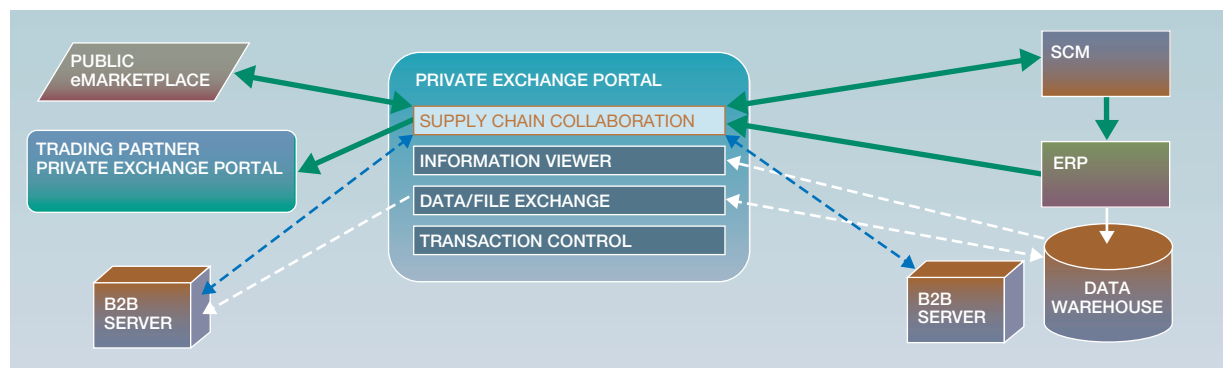 PUBLIC
eMARKETPLACE
TRADING PARTNER
PRIVATE EXCHANGE PORTAL
B2B
SERVER
PRIVATE EXCHANGE PORTAL
SUPPLY CHAIN COLLABORATION
INFORMATION VIEWER
DATA/FILE EXCHANGE
TRANSACTION CONTROL
SCM
ERP
B2B
SERVER
DATA
WAREHOUSE